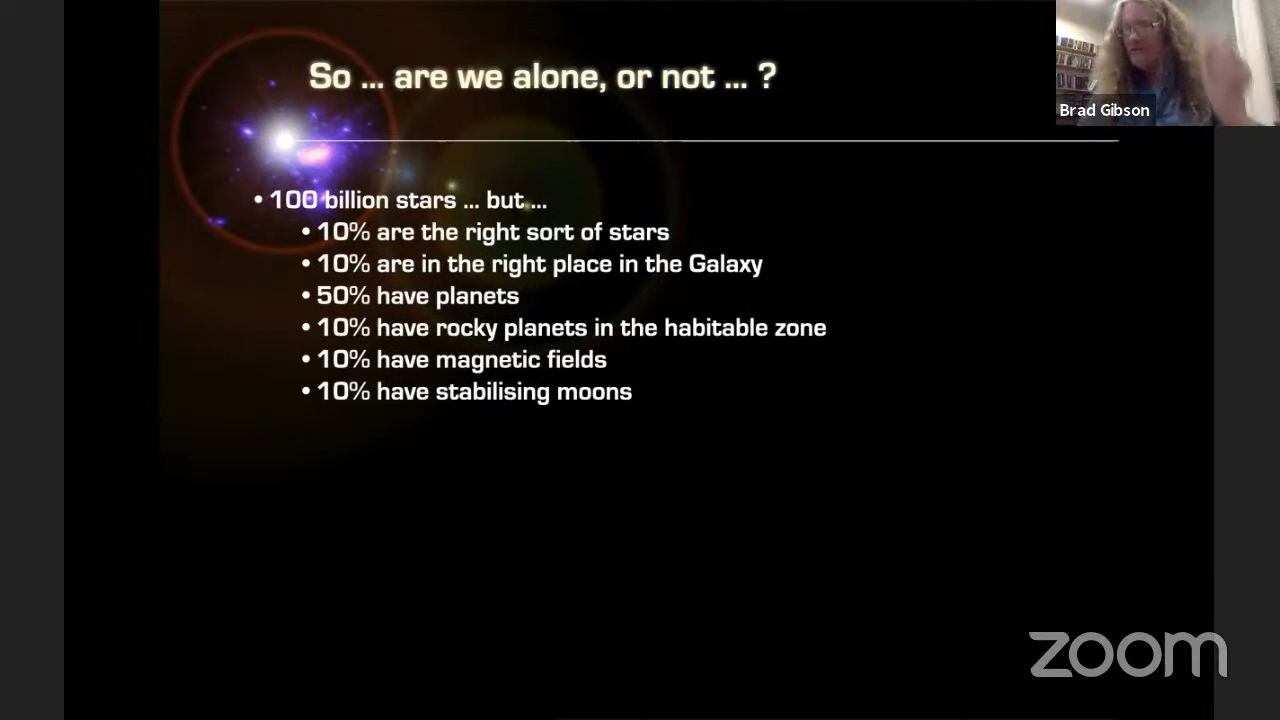 So ... are we alone, or not ... ?
Brad Gibson
• 100 billion stars ... but ...
• 10% are the right sort of stars
• 10% are in the right place in the Galaxy
• 50% have planets
• 10% have rocky planets in the habitable zone
• 10% have magnetic fields
• 10% have stabilising moons
zoom